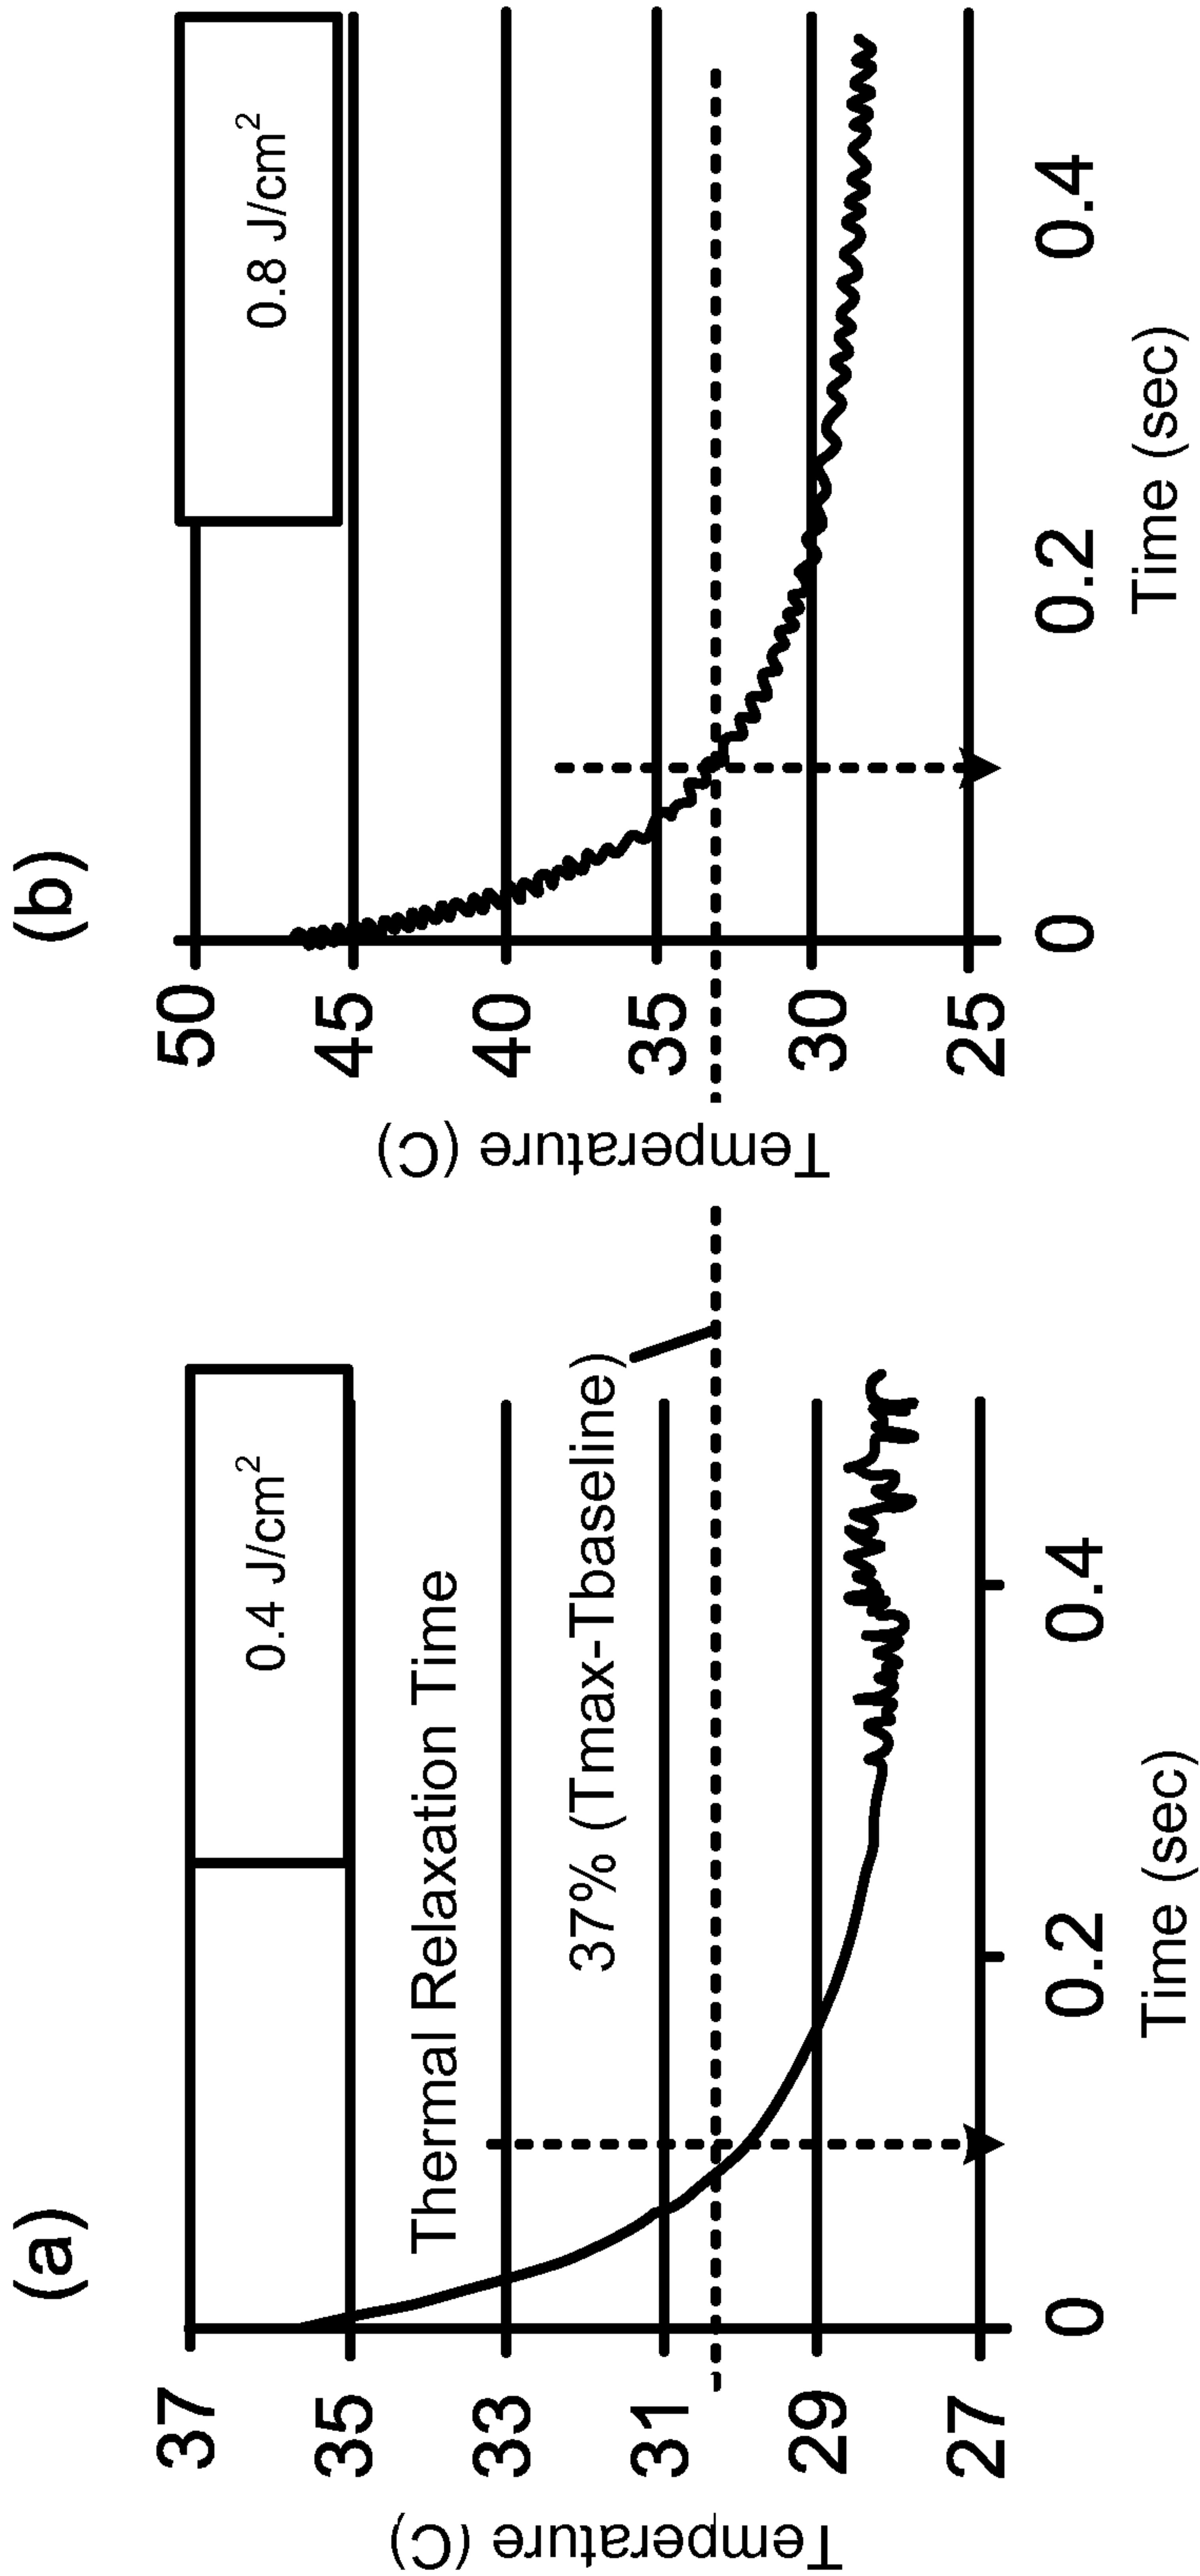 (a)
37
35
33
31
29
27
Temperature (C)
0.4 J/cm²
Thermal Relaxation Time
37% (Tmax-Tbaseline)
0
0.2
0.4
Time (sec)
(b)
50
45
40
35
30
25
Temperature (C)
0.8 J/cm²
0
0.2
0.4
Time (sec)